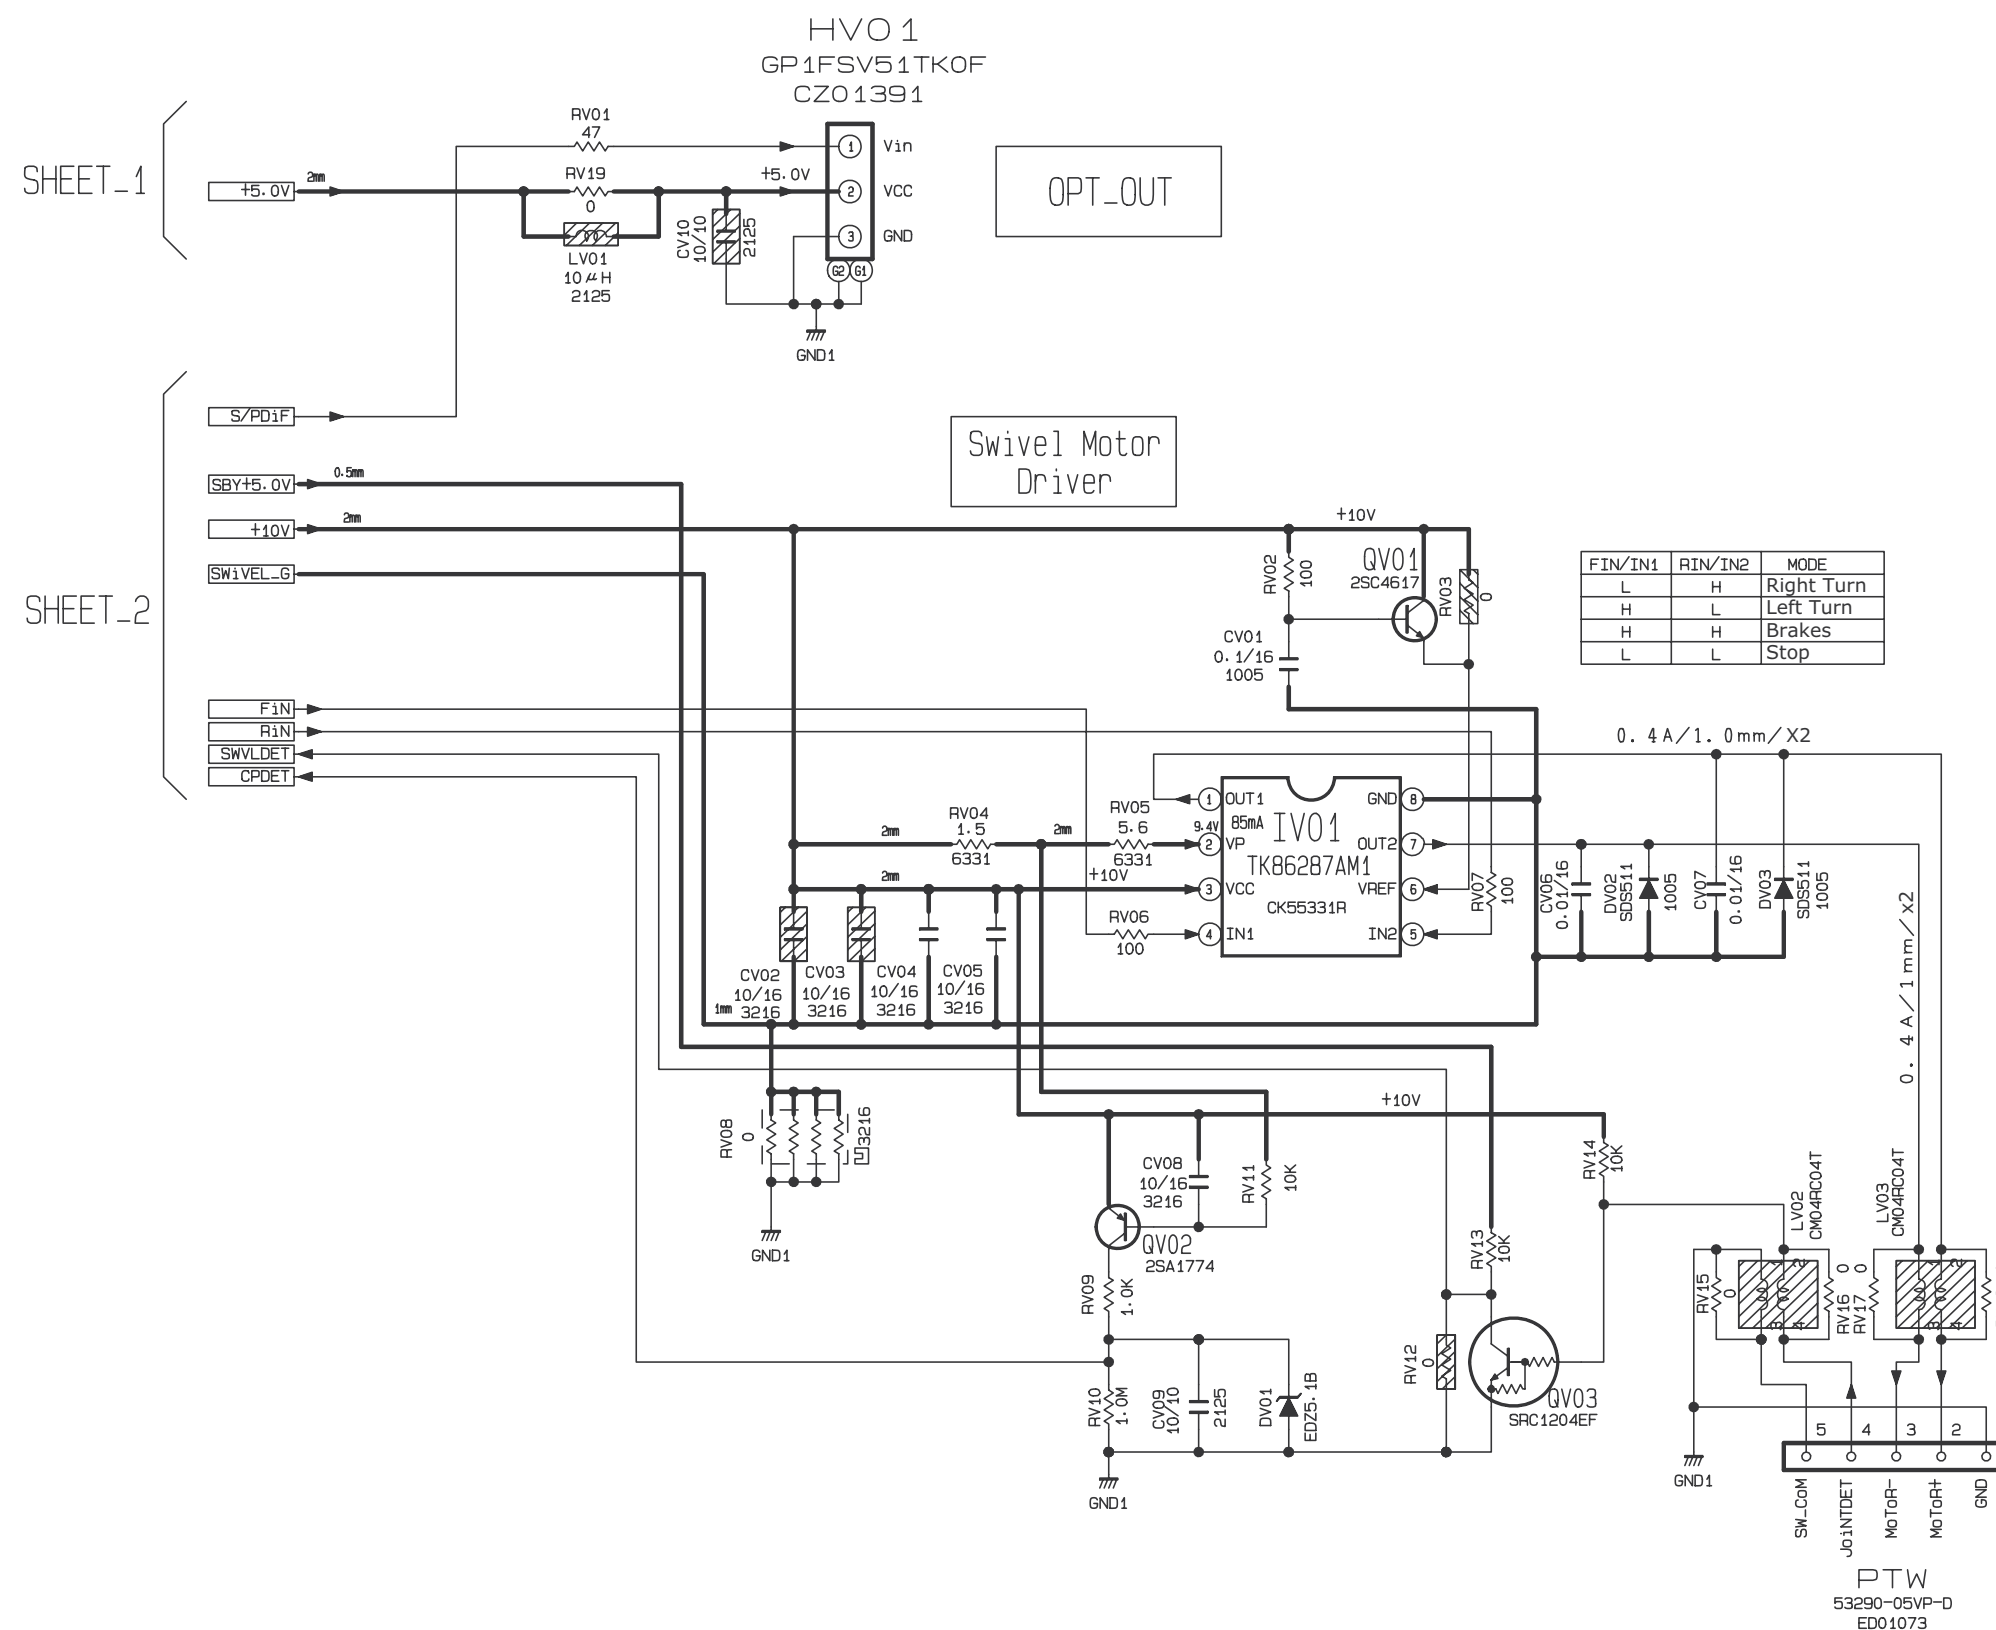 HV01
GP1FSV51TK0F
CZ01391
SHEET_1
+5.0V
2mm
RV01
47
RV19
0
LV01
10μH
2125
+5.0V
CV10
10/10
2125
1
Vin
2
VCC
3
GND
G2
G1
GND1
OPT_OUT
SHEET_2
S/PDiF
SBY+5.0V
0.5mm
+10V
2mm
SWiVEL_G
FiN
RiN
SWVLDET
CPDET
Swivel Motor
Driver
+10V
RV02
100
QV01
2SC4617
RV03
0
CV01
0.1/16
1005
FIN/IN1 RIN/IN2 MODE
L H Right Turn
H L Left Turn
H H Brakes
L L Stop
0.4A/1.0mm/X2
RV04
1.5
6331
2mm
2mm
RV05
5.6
6331
2mm
+10V
RV06
100
9.4V
85mA
1
OUT1
2
VP
3
VCC
4
IN1
IV01
TK86287AM1
CK55331R
GND
8
OUT2
7
VREF
6
IN2
5
RV07
100
CV06
0.01/16
DV02
SDS511
1005
CV07
0.01/16
DV03
SDS511
1005
0.4A/1mm/X2
CV02
10/16
3216
CV03
10/16
3216
CV04
10/16
3216
CV05
10/16
3216
1mm
RV08
0
3216
GND1
+10V
CV08
10/16
3216
RV11
10K
QV02
2SA1774
RV09
1.0K
RV10
1.0M
CV09
10/10
2125
DV01
EDZ5.1B
GND1
RV12
0
RV13
10K
QV03
SRC1204EF
RV14
10K
LV02
CM04RC04T
LV03
CM04RC04T
RV15
0
1
2
3
4
RV16
0
RV17
0
1
2
3
4
GND1
5
4
3
2
SW_CoM
JoiNTDET
MoToR-
MoToR+
GND
PTW
53290-05VP-D
ED01073